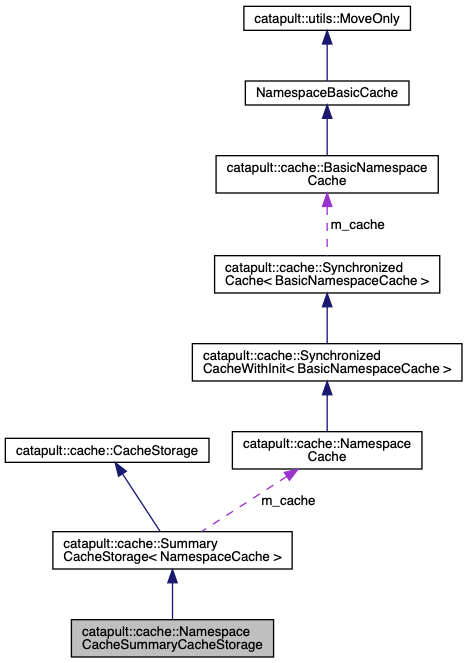 catapult::utils::MoveOnly
NamespaceBasicCache
catapult::cache::BasicNamespace
Cache
m_cache
catapult::cache::Synchronized
Cache< BasicNamespaceCache >
catapult::cache::Synchronized
CacheWithInit< BasicNamespaceCache >
catapult::cache::CacheStorage
catapult::cache::Namespace
Cache
m_cache
catapult::cache::Summary
CacheStorage< NamespaceCache >
catapult::cache::Namespace
CacheSummaryCacheStorage